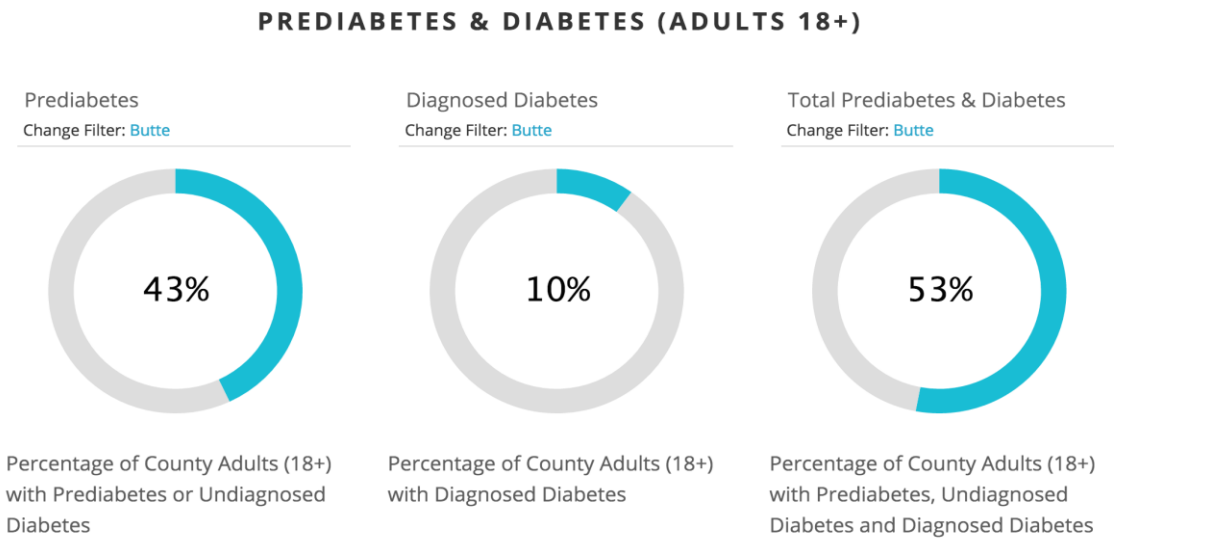 PREDIABETES & DIABETES (ADULTS 18+)
Prediabetes
Change Filter: Butte
43%
Percentage of County Adults (18+)
with Prediabetes or Undiagnosed
Diabetes
Diagnosed Diabetes
Change Filter: Butte
10%
Percentage of County Adults (18+)
with Diagnosed Diabetes
Total Prediabetes & Diabetes
Change Filter: Butte
53%
Percentage of County Adults (18+)
with Prediabetes, Undiagnosed
Diabetes and Diagnosed Diabetes